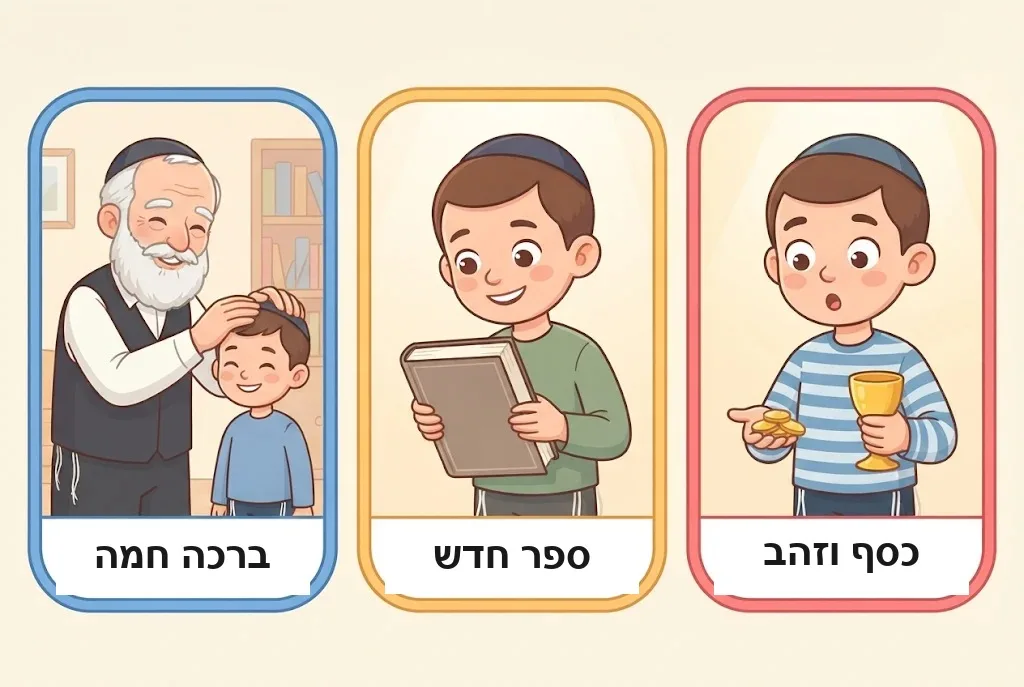 ברכה חמה
ספר חדש
כסף וזהב